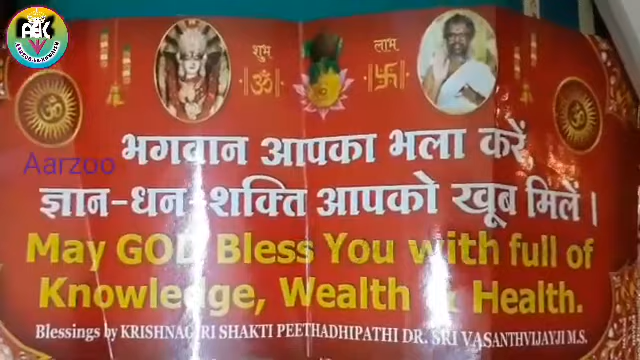 शुभ
लाभ
Aarzoo
भगवान आपका भला करें
ज्ञान-धन-शक्ति आपको खूब मिलें।
May GOD Bless You with full of
Knowledge, Wealth & Health.
Blessings by KRISHNAGIRI SHAKTI PEETHADHIPATHI DR. SRI VASANTHVIJAYJI M.S.